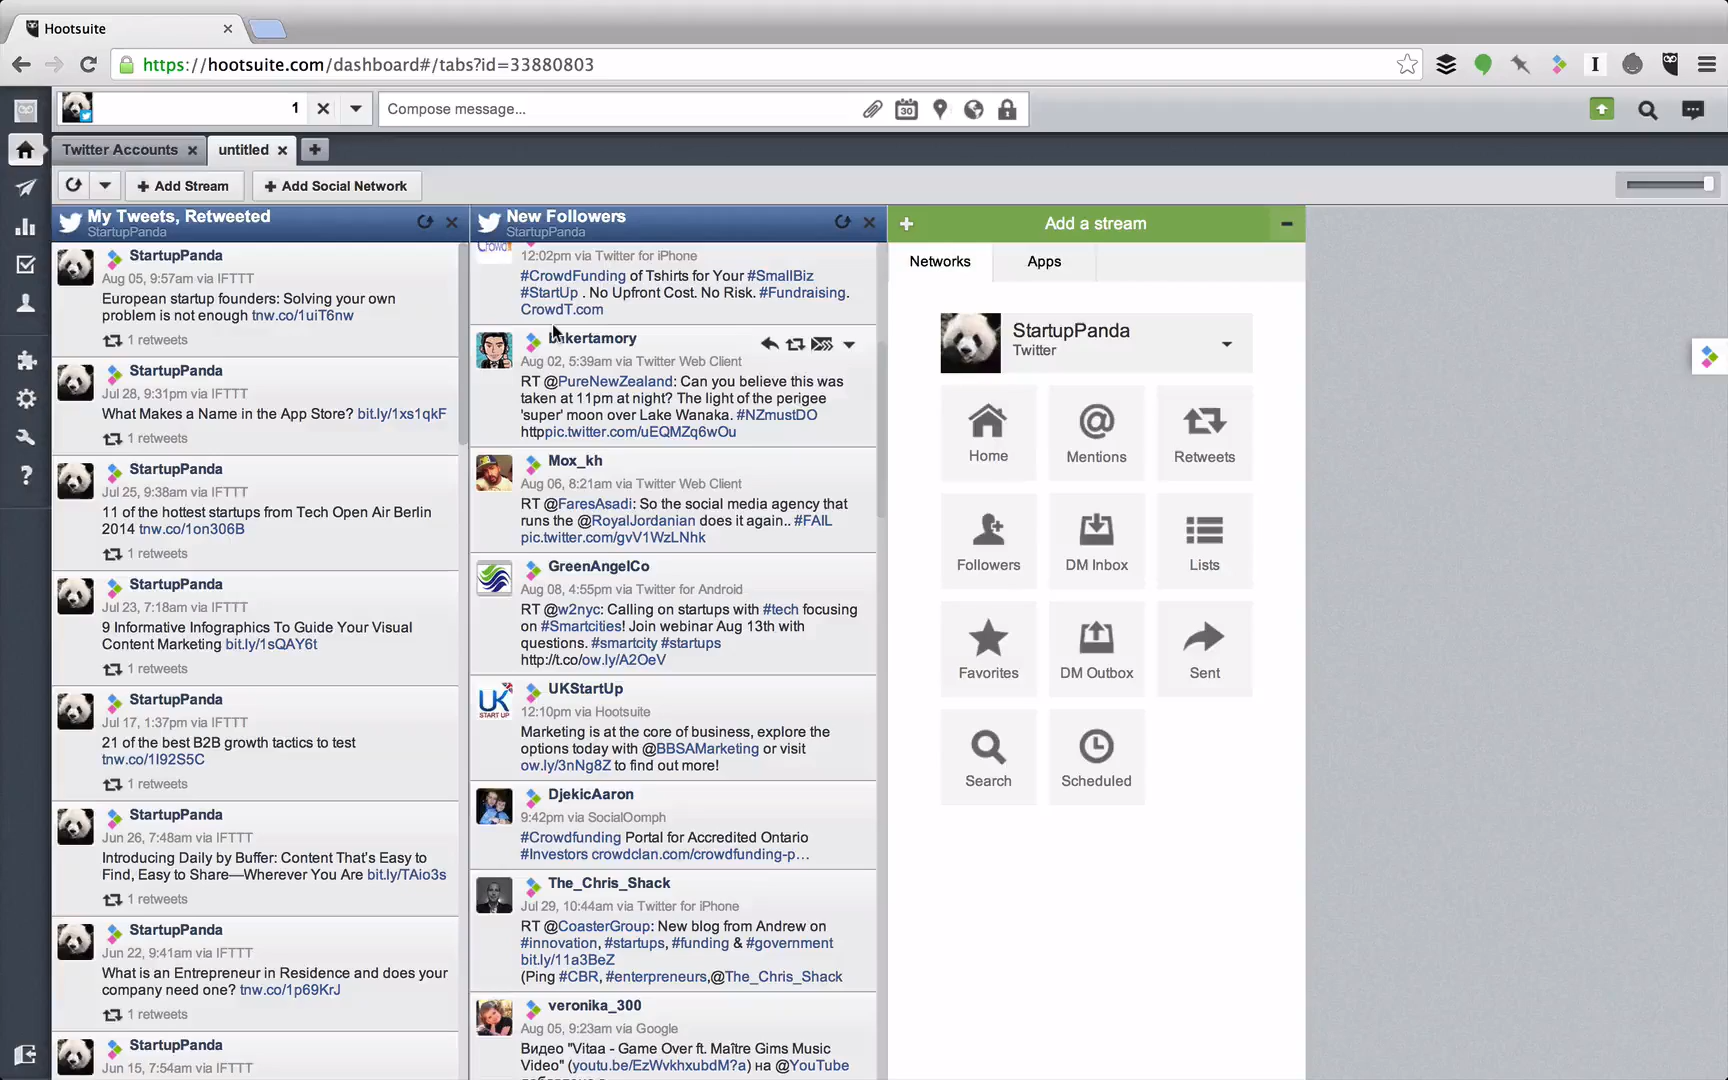 Hootsuite
https://hootsuite.com/dashboard#/tabs?id=33880803
1
Compose message...
30
Twitter Accounts
untitled
Add Stream
Add Social Network
My Tweets, Retweeted
StartupPanda
StartupPanda
Aug 05, 9:57am via IFTTT
European startup founders: Solving your own
problem is not enough tnw.co/1uiT6nw
1 retweets
StartupPanda
Jul 28, 9:31pm via IFTTT
What Makes a Name in the App Store? bit.ly/1xs1qkF
1 retweets
StartupPanda
Jul 25, 9:38am via IFTTT
11 of the hottest startups from Tech Open Air Berlin
2014 tnw.co/1on306B
1 retweets
StartupPanda
Jul 23, 7:18am via IFTTT
9 Informative Infographics To Guide Your Visual
Content Marketing bit.ly/1sQAY6t
1 retweets
StartupPanda
Jul 17, 1:37pm via IFTTT
21 of the best B2B growth tactics to test
tnw.co/1I92S5C
1 retweets
StartupPanda
Jun 26, 7:48am via IFTTT
Introducing Daily by Buffer: Content That's Easy to
Find, Easy to Share—Wherever You Are bit.ly/TAio3s
1 retweets
StartupPanda
Jun 22, 9:41am via IFTTT
What is an Entrepreneur in Residence and does your
company need one? tnw.co/1p69KrJ
1 retweets
StartupPanda
Jun 15, 7:54am via IFTTT
New Followers
StartupPanda
12:02pm via Twitter for iPhone
#CrowdFunding of Tshirts for Your #SmallBiz
#StartUp . No Upfront Cost. No Risk. #Fundraising.
CrowdT.com
Aug 02, 5:39am via Twitter Web Client
RT @PureNewZealand: Can you believe this was
taken at 11pm at night? The light of the perigee
'super' moon over Lake Wanaka. #NZmustDO
httppic.twitter.com/uEQMZq6wOu
Mox_kh
Aug 06, 8:21am via Twitter Web Client
RT @FaresAsadi: So the social media agency that
runs the @RoyalJordanian does it again.. #FAIL
pic.twitter.com/gvV1WzLNhk
GreenAngelCo
Aug 08, 4:55pm via Twitter for Android
RT @w2nyc: Calling on startups with #tech focusing
on #Smartcities! Join webinar Aug 13th with
questions. #smartcity #startups
http://t.co/ow.ly/A2OeV
UK
START UP
UKStartUp
12:10pm via Hootsuite
Marketing is at the core of business, explore the
options today with @BBSAMarketing or visit
ow.ly/3nNg8Z to find out more!
DjekicAaron
9:42pm via SocialOomph
#Crowdfunding Portal for Accredited Ontario
#Investors crowdclan.com/crowdfunding-p…
The_Chris_Shack
Jul 29, 10:44am via Twitter for iPhone
RT @CoasterGroup: New blog from Andrew on
#innovation, #startups, #funding & #government
bit.ly/11a3BeZ
(Ping #CBR, #enterpreneurs,@The_Chris_Shack
veronika_300
Aug 05, 9:23am via Google
Видео "Vitaa - Game Over ft. Maître Gims Music
Video" (youtu.be/EzWvkhxubdM?a) на @YouTube
Add a stream
Networks
Apps
StartupPanda
Twitter
Home
Mentions
Retweets
Followers
DM Inbox
Lists
Favorites
DM Outbox
Sent
Search
Scheduled